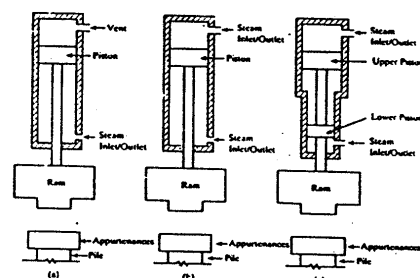 Vent
Piston
Steam
Inlet/Outlet
Ram
Appurtenances
Pile
(a)
Steam
Inlet/Outlet
Piston
Steam
Inlet/Outlet
Ram
Appurtenances
Pile
(b)
Steam
Inlet/Outlet
Upper Piston
Lower Piston
Steam
Inlet/Outlet
Ram
Appurtenances
Pile